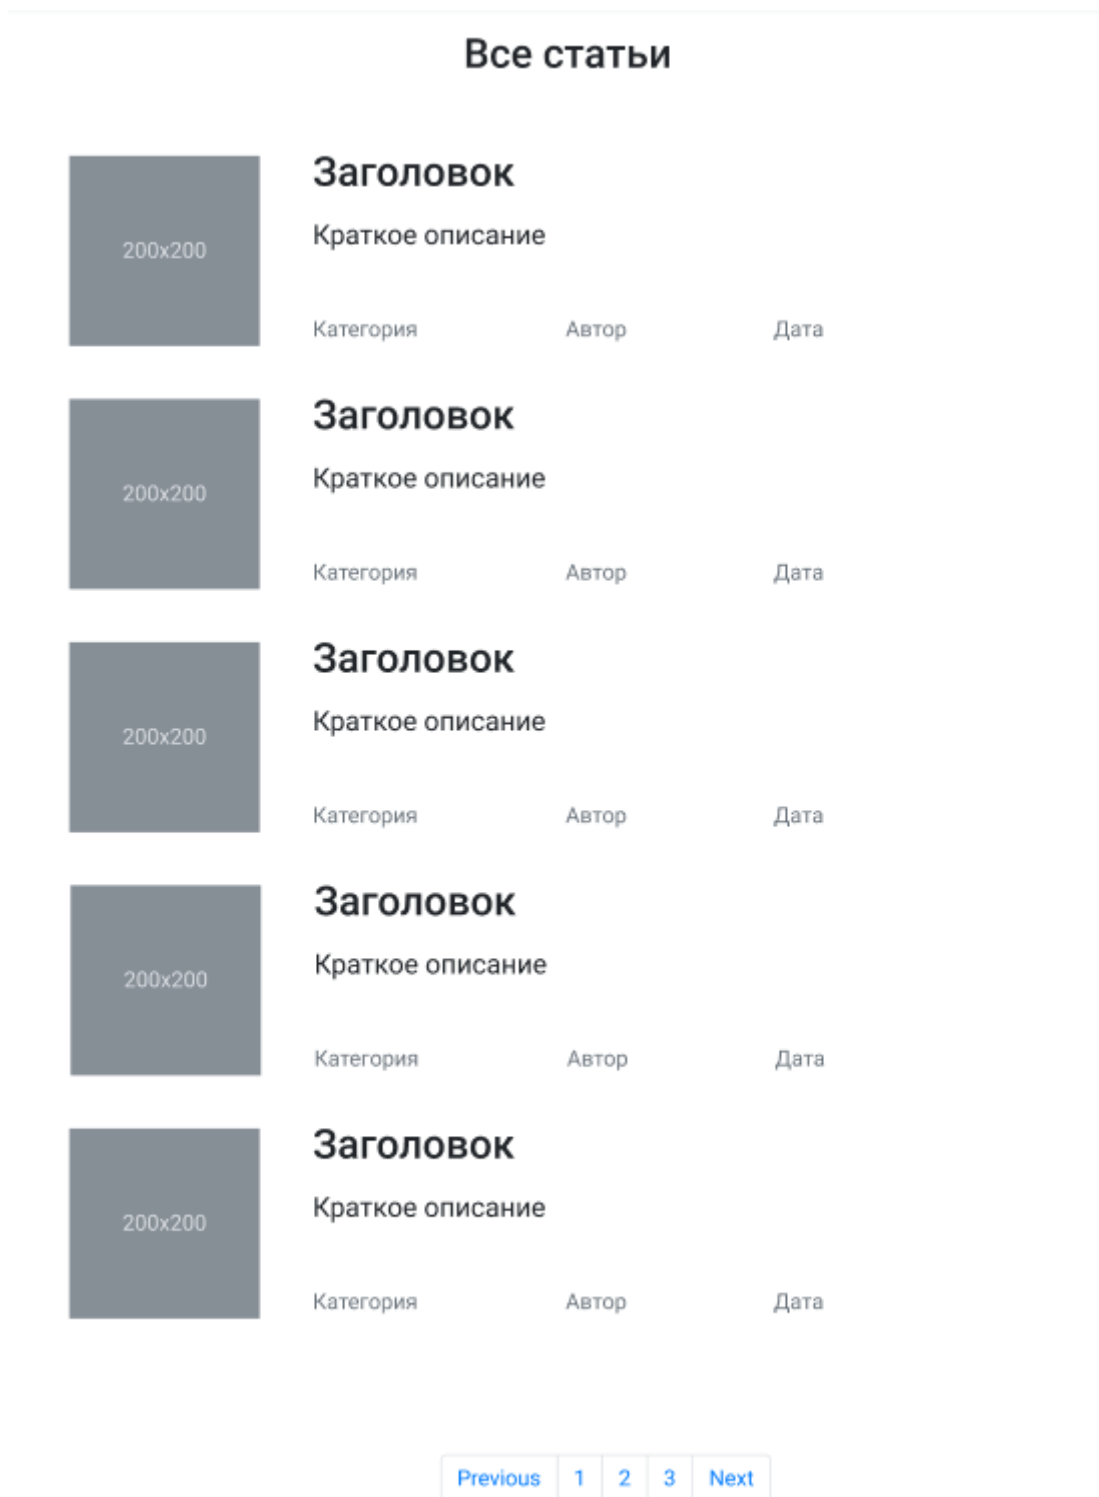 Все статьи
200x200
Заголовок
Краткое описание
Категория Автор Дата
200x200
Заголовок
Краткое описание
Категория Автор Дата
200x200
Заголовок
Краткое описание
Категория Автор Дата
200x200
Заголовок
Краткое описание
Категория Автор Дата
200x200
Заголовок
Краткое описание
Категория Автор Дата
Previous 1 2 3 Next